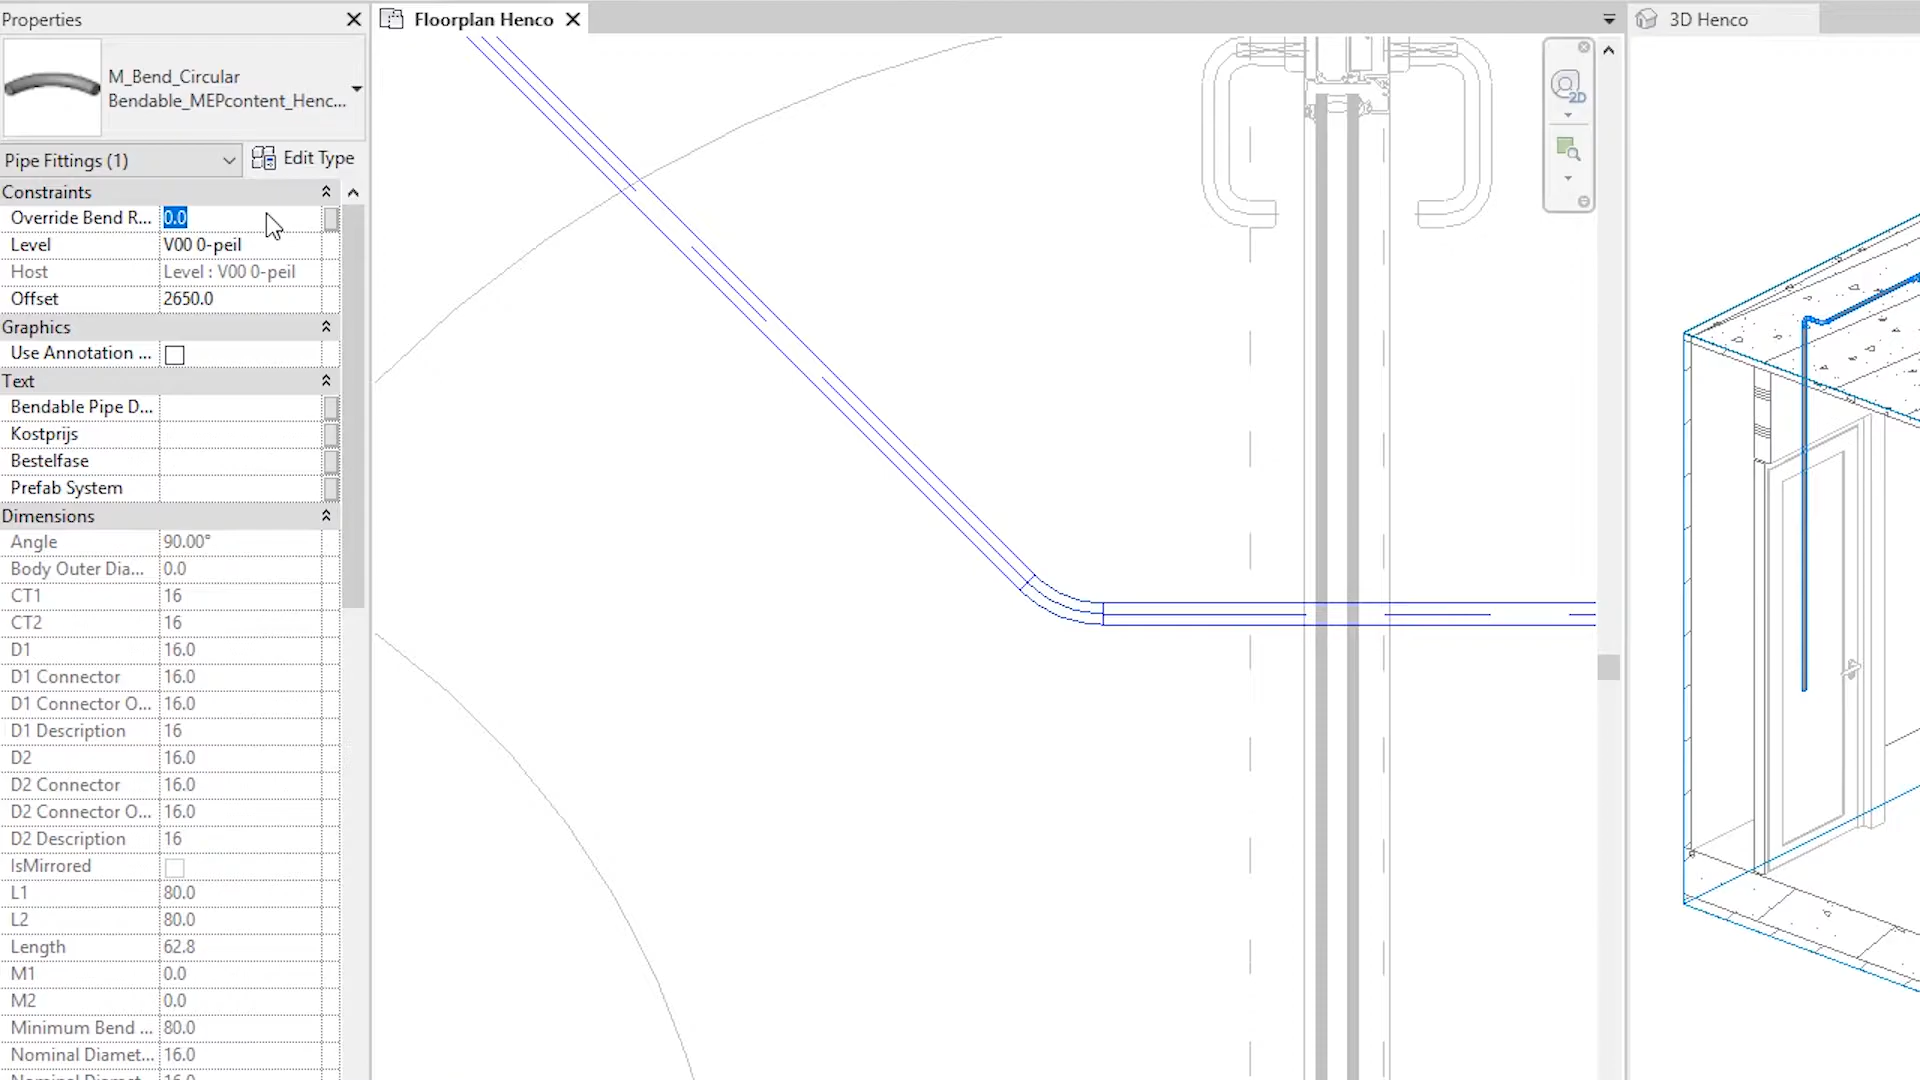 Properties
Floorplan Henco
3D Henco
M_Bend_Circular
Bendable_MEPcontent_Henc...
2D
Pipe Fittings (1)
Edit Type
Constraints
Override Bend R... 0.0
Level V00 0-peil
Host Level : V00 0-peil
Offset 2650.0
Graphics
Use Annotation ...
Text
Bendable Pipe D...
Kostprijs
Bestelfase
Prefab System
Dimensions
Angle 90.00°
Body Outer Dia... 0.0
CT1 16
CT2 16
D1 16.0
D1 Connector 16.0
D1 Connector O... 16.0
D1 Description 16
D2 16.0
D2 Connector 16.0
D2 Connector O... 16.0
D2 Description 16
IsMirrored
L1 80.0
L2 80.0
Length 62.8
M1 0.0
M2 0.0
Minimum Bend ... 80.0
Nominal Diamet... 16.0